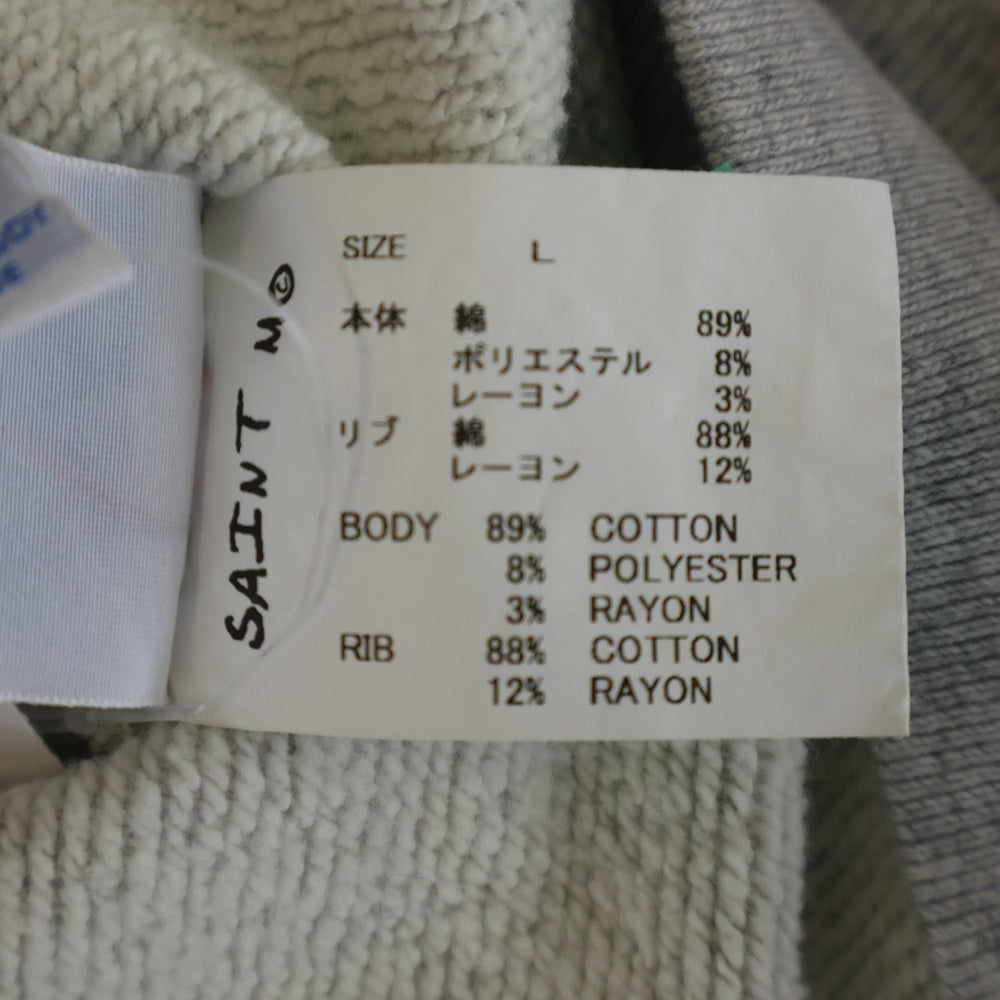 SIZE L
本体 綿 89%
ポリエステル 8%
レーヨン 3%
リブ 綿 88%
レーヨン 12%
BODY 89% COTTON
8% POLYESTER
3% RAYON
RIB 88% COTTON
12% RAYON
SAINT M©